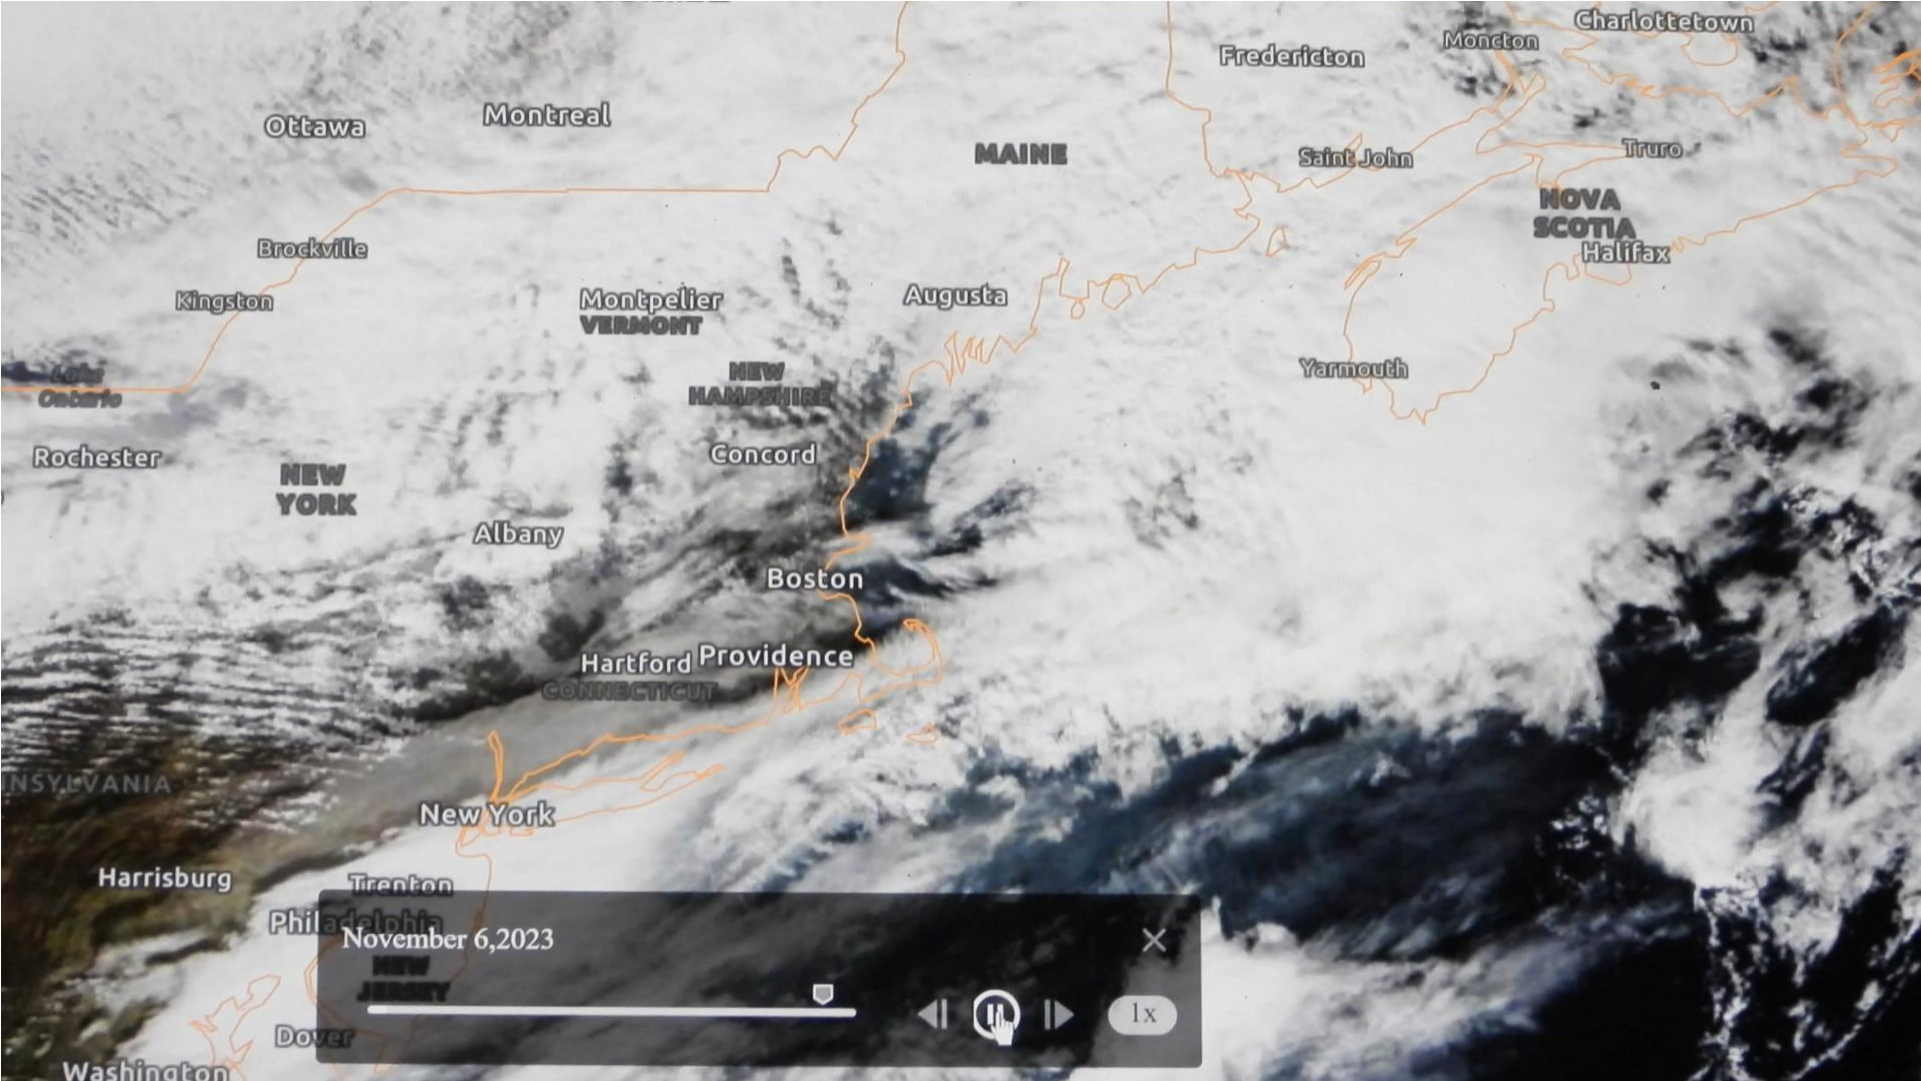 Charlottetown
Moncton
Fredericton
Montreal
Ottawa
MAINE
Saint John
Truro
NOVA
SCOTIA
Halifax
Brockville
Kingston
Montpelier
VERMONT
Augusta
Yarmouth
Lake
Ontario
NEW
HAMPSHIRE
Rochester
Concord
NEW
YORK
Albany
Boston
Hartford
Providence
CONNECTICUT
NSYLVANIA
New York
Harrisburg
Trenton
Philadelphia
November 6,2023
NEW
JERSEY
1x
Dover
Washington